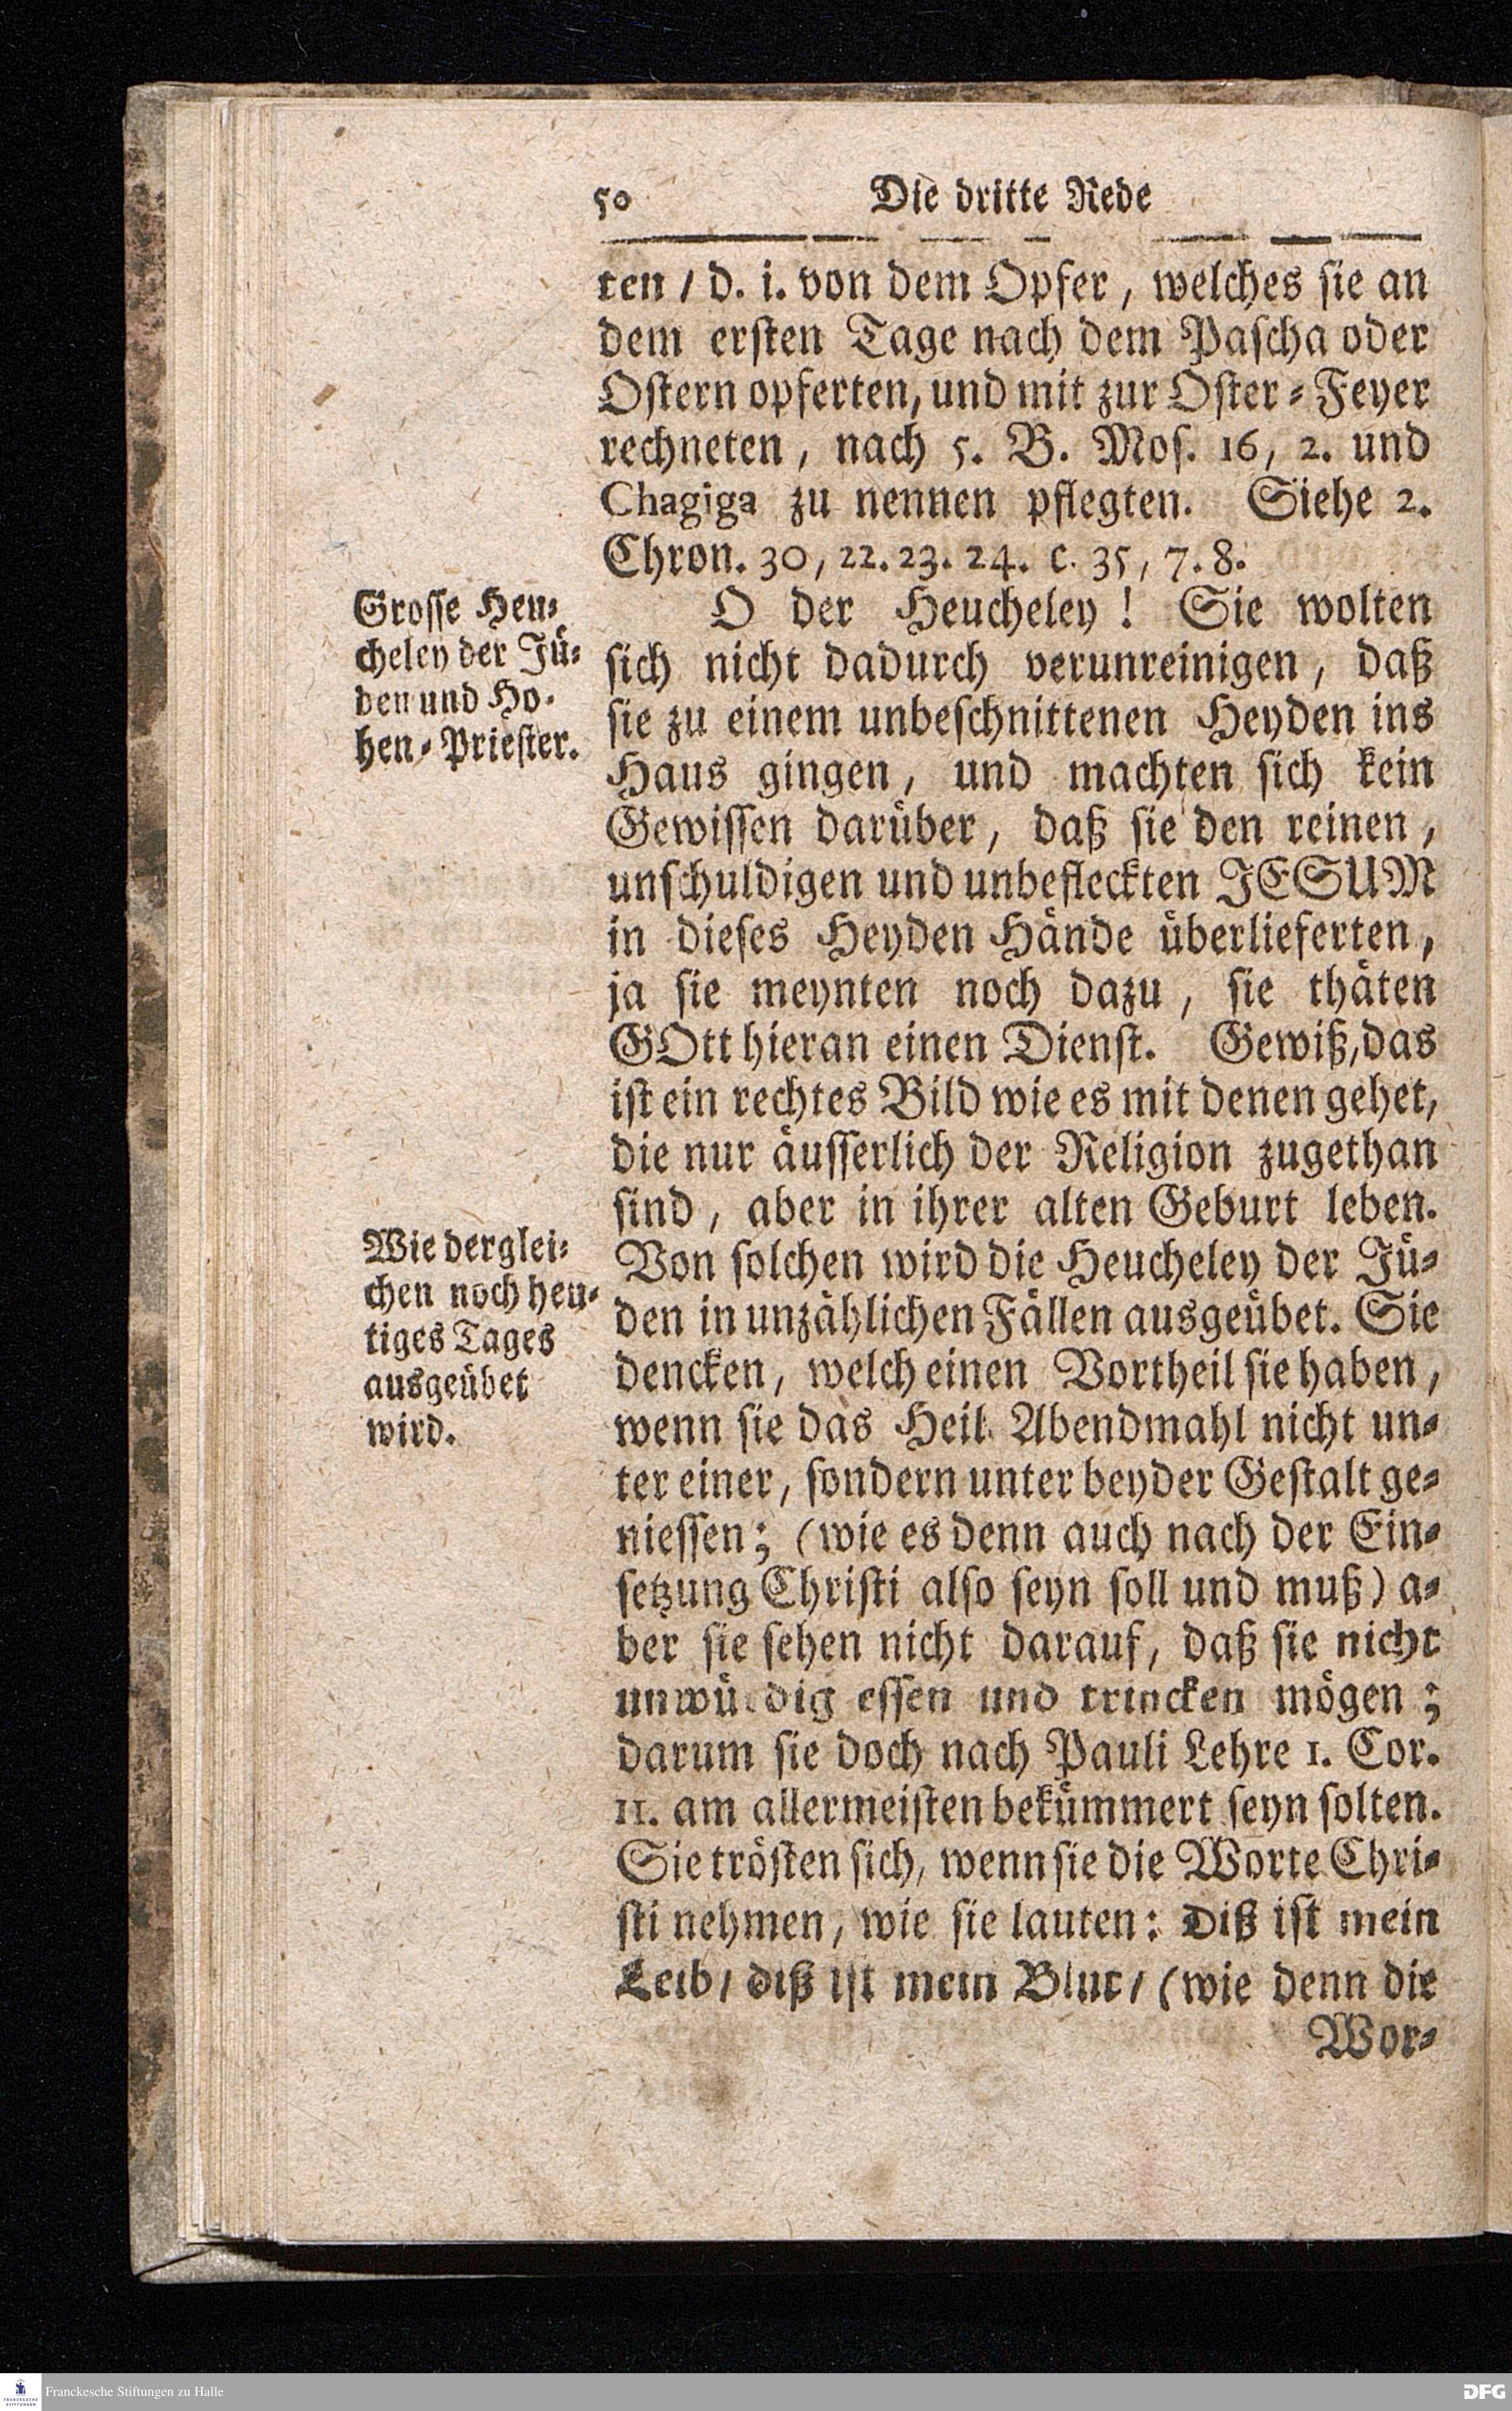 50 Die dritte Rede
ten / d. i. von dem Opfer, welches sie an
dem ersten Tage nach dem Pascha oder
Ostern opferten, und mit zur Oster-Feyer
rechneten, nach 5. B. Mos. 16, 2. und
Chagiga zu nennen pflegten. Siehe 2.
Chron. 30, 22. 23. 24. c. 35, 7. 8.
Grosse Heu-
cheley der Jü-
den und Ho-
hen-Priester.
O der Heucheley! Sie wolten
sich nicht dadurch verunreinigen, daß
sie zu einem unbeschnittenen Heyden ins
Haus gingen, und machten sich kein
Gewissen darüber, daß sie den reinen,
unschuldigen und unbefleckten JESUM
in dieses Heyden Hände überlieferten,
ja sie meynten noch dazu, sie thäten
GOtt hieran einen Dienst. Gewiß, das
ist ein rechtes Bild wie es mit denen gehet,
die nur äusserlich der Religion zugethan
sind, aber in ihrer alten Geburt leben.
Wie derglei-
chen noch heu-
tiges Tages
ausgeübet
wird.
Von solchen wird die Heucheley der Jü-
den in unzählichen Fällen ausgeübet. Sie
dencken, welch einen Vortheil sie haben,
wenn sie das Heil. Abendmahl nicht un-
ter einer, sondern unter beyder Gestalt ge-
niessen; (wie es denn auch nach der Ein-
setzung Christi also seyn soll und muß) a-
ber sie sehen nicht darauf, daß sie nicht
unwürdig essen und trincken mögen;
darum sie doch nach Pauli Lehre 1. Cor.
11. am allermeisten bekümmert seyn solten.
Sie trösten sich, wenn sie die Worte Chri-
sti nehmen, wie sie lauten: Diß ist mein
Leib / diß ist mein Blut / (wie denn die
Wor-
Franckesche Stiftungen zu Halle
FRANCKESCHE STIFTUNGEN
DFG